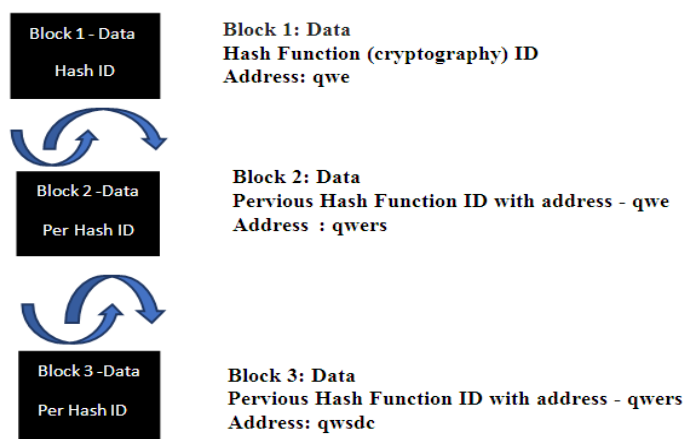 Block 1 - Data
Hash ID
Block 1: Data
Hash Function (cryptography) ID
Address: qwe
Block 2 -Data
Per Hash ID
Block 2: Data
Pervious Hash Function ID with address - qwe
Address : qwers
Block 3 -Data
Per Hash ID
Block 3: Data
Pervious Hash Function ID with address - qwers
Address: qwsdc